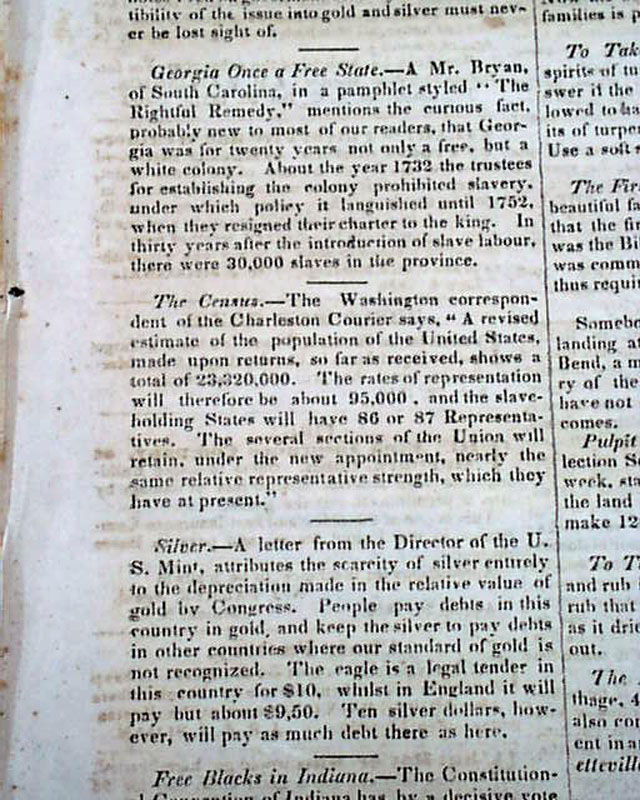 tibility of the issue into gold and silver must nev-
er be lost sight of.
Georgia Once a Free State.—A Mr. Bryan,
of South Carolina, in a pamphlet styled "The
Rightful Remedy," mentions the curious fact,
probably new to most of our readers, that Geor-
gia was for twenty years not only a free, but a
white colony. About the year 1732 the trustees
for establishing the colony prohibited slavery,
under which policy it languished until 1752,
when they resigned their charter to the king. In
thirty years after the introduction of slave labour,
there were 30,000 slaves in the province.
The Census.—The Washington correspon-
dent of the Charleston Courier says, "A revised
estimate of the population of the United States,
made upon returns, so far as received, shows a
total of 23,320,000. The rates of representation
will therefore be about 95,000, and the slave-
holding States will have 86 or 87 Representa-
tives. The several sections of the Union will
retain, under the new appointment, nearly the
same relative representative strength, which they
have at present."
Silver.—A letter from the Director of the U.
S. Mint, attributes the scarcity of silver entirely
to the depreciation made in the relative value of
gold by Congress. People pay debts in this
country in gold, and keep the silver to pay debts
in other countries where our standard of gold is
not recognized. The eagle is a legal tender in
this country for $10, whilst in England it will
pay but about $9,50. Ten silver dollars, how-
ever, will pay as much debt there as here.
Free Blacks in Indiana.—The Constitution-
al Convention of Indiana has by a decisive vote
families is p
To Tak
spirits of tu
swer if the
lowed to
its of turpe
Use a soft s
The Fir
beautiful fa
that the fir
was the Bi
was comm
thus requi
Somebo
landing at
Bend, a m
ry of the
have not
comes.
Pulpit
lection S
week, sta
the land
make 12
To T
and rub i
rub that
as it drie
out.
The
thage, 4
also co
ent in a
etteville